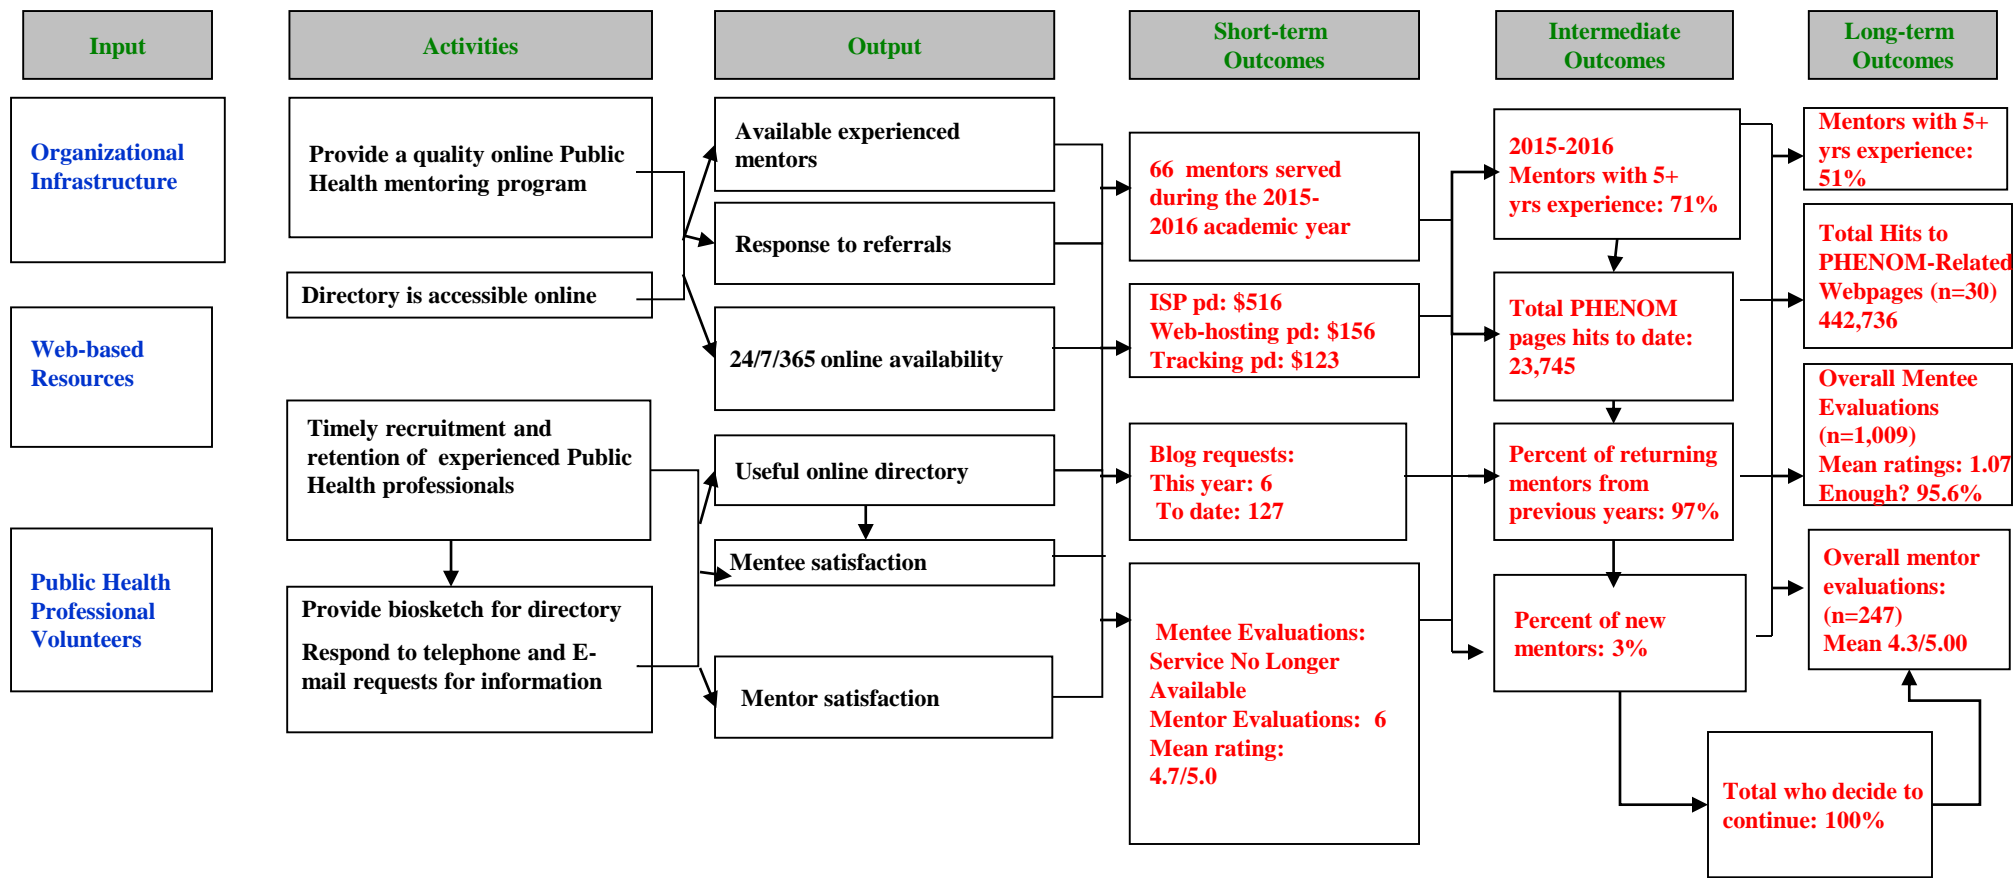 Input
Activities
Output
Short-term
Outcomes
Intermediate
Outcomes
Long-term
Outcomes
Organizational
Infrastructure
Web-based
Resources
Public Health
Professional
Volunteers
Provide a quality online Public
Health mentoring program
Directory is accessible online
Timely recruitment and
retention of experienced Public
Health professionals
Provide biosketch for directory
Respond to telephone and E-
mail requests for information
Available experienced
mentors
Response to referrals
24/7/365 online availability
Useful online directory
Mentee satisfaction
Mentor satisfaction
66 mentors served
during the 2015-
2016 academic year
ISP pd: $516
Web-hosting pd: $156
Tracking pd: $123
Blog requests:
This year: 6
To date: 127
Mentee Evaluations:
Service No Longer
Available
Mentor Evaluations: 6
Mean rating:
4.7/5.0
2015-2016
Mentors with 5+
yrs experience: 71%
Total PHENOM
pages hits to date:
23,745
Percent of returning
mentors from
previous years: 97%
Percent of new
mentors: 3%
Total who decide to
continue: 100%
Mentors with 5+
yrs experience:
51%
Total Hits to
PHENOM-Related
Webpages (n=30)
442,736
Overall Mentee
Evaluations
(n=1,009)
Mean ratings: 1.07
Enough? 95.6%
Overall mentor
evaluations:
(n=247)
Mean 4.3/5.00